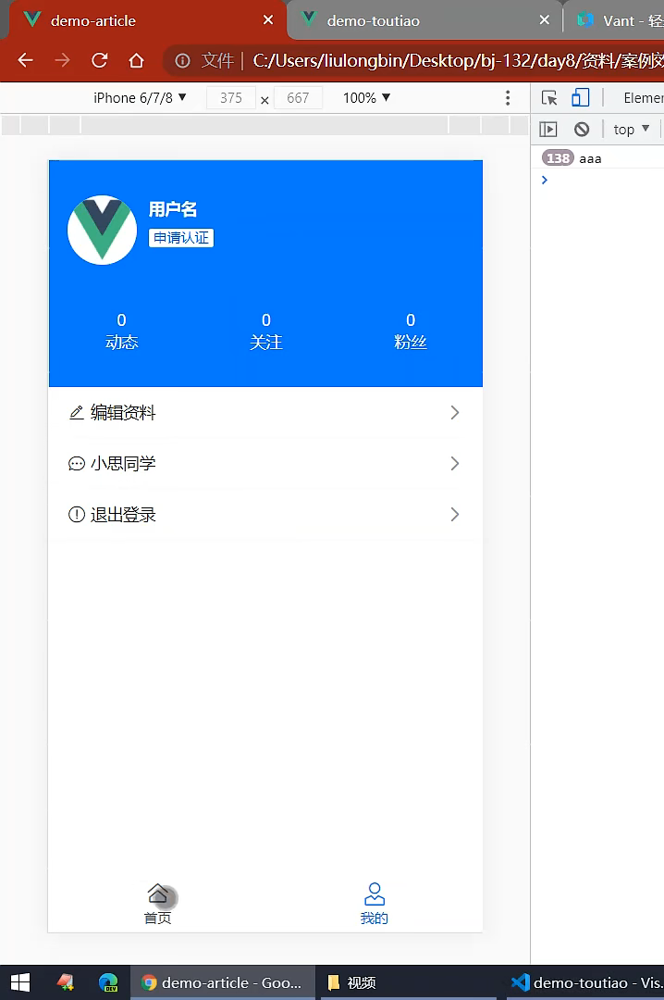 demo-article
demo-toutiao
Vant - 轻
文件
C:/Users/liulongbin/Desktop/bj-132/day8/资料/案例效
iPhone 6/7/8 375 667 100%
Elemen
top
138 aaa
用户名
申请认证
0 0 0
动态 关注 粉丝
编辑资料
小思同学
退出登录
首页 我的
DEV
demo-article - Goo... 视频 demo-toutiao - Vis...